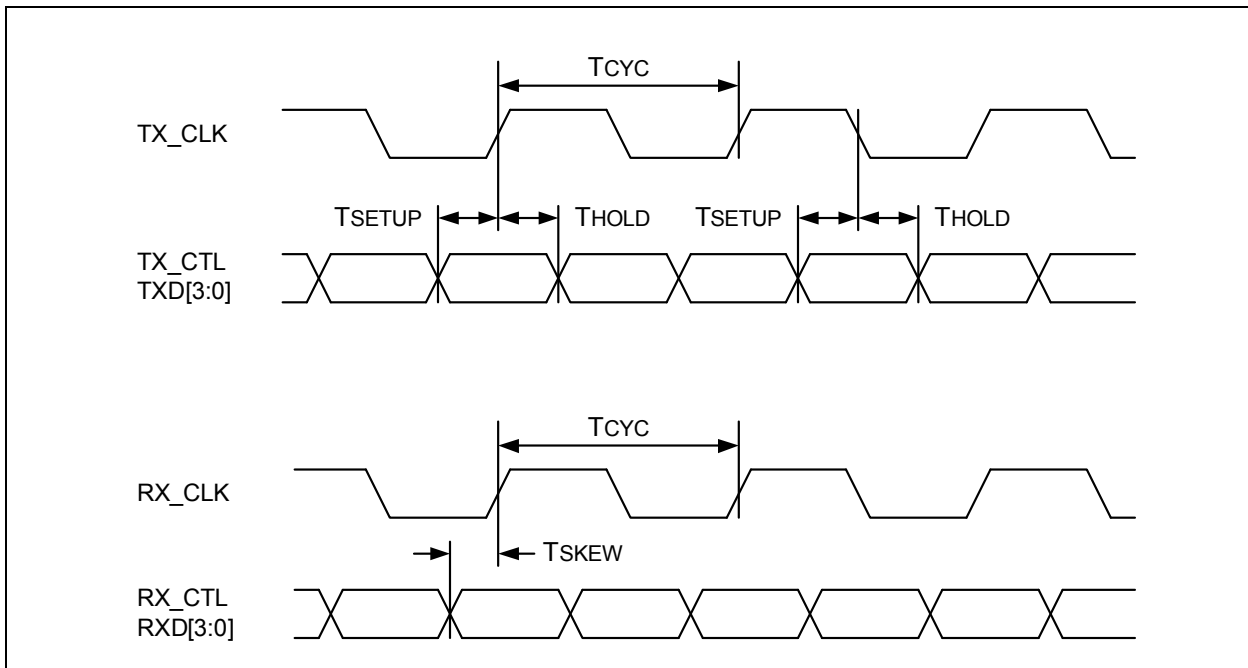 TCYC
TX_CLK
TSETUP THOLD TSETUP THOLD
TX_CTL
TXD[3:0]
TCYC
RX_CLK
TSKEW
RX_CTL
RXD[3:0]